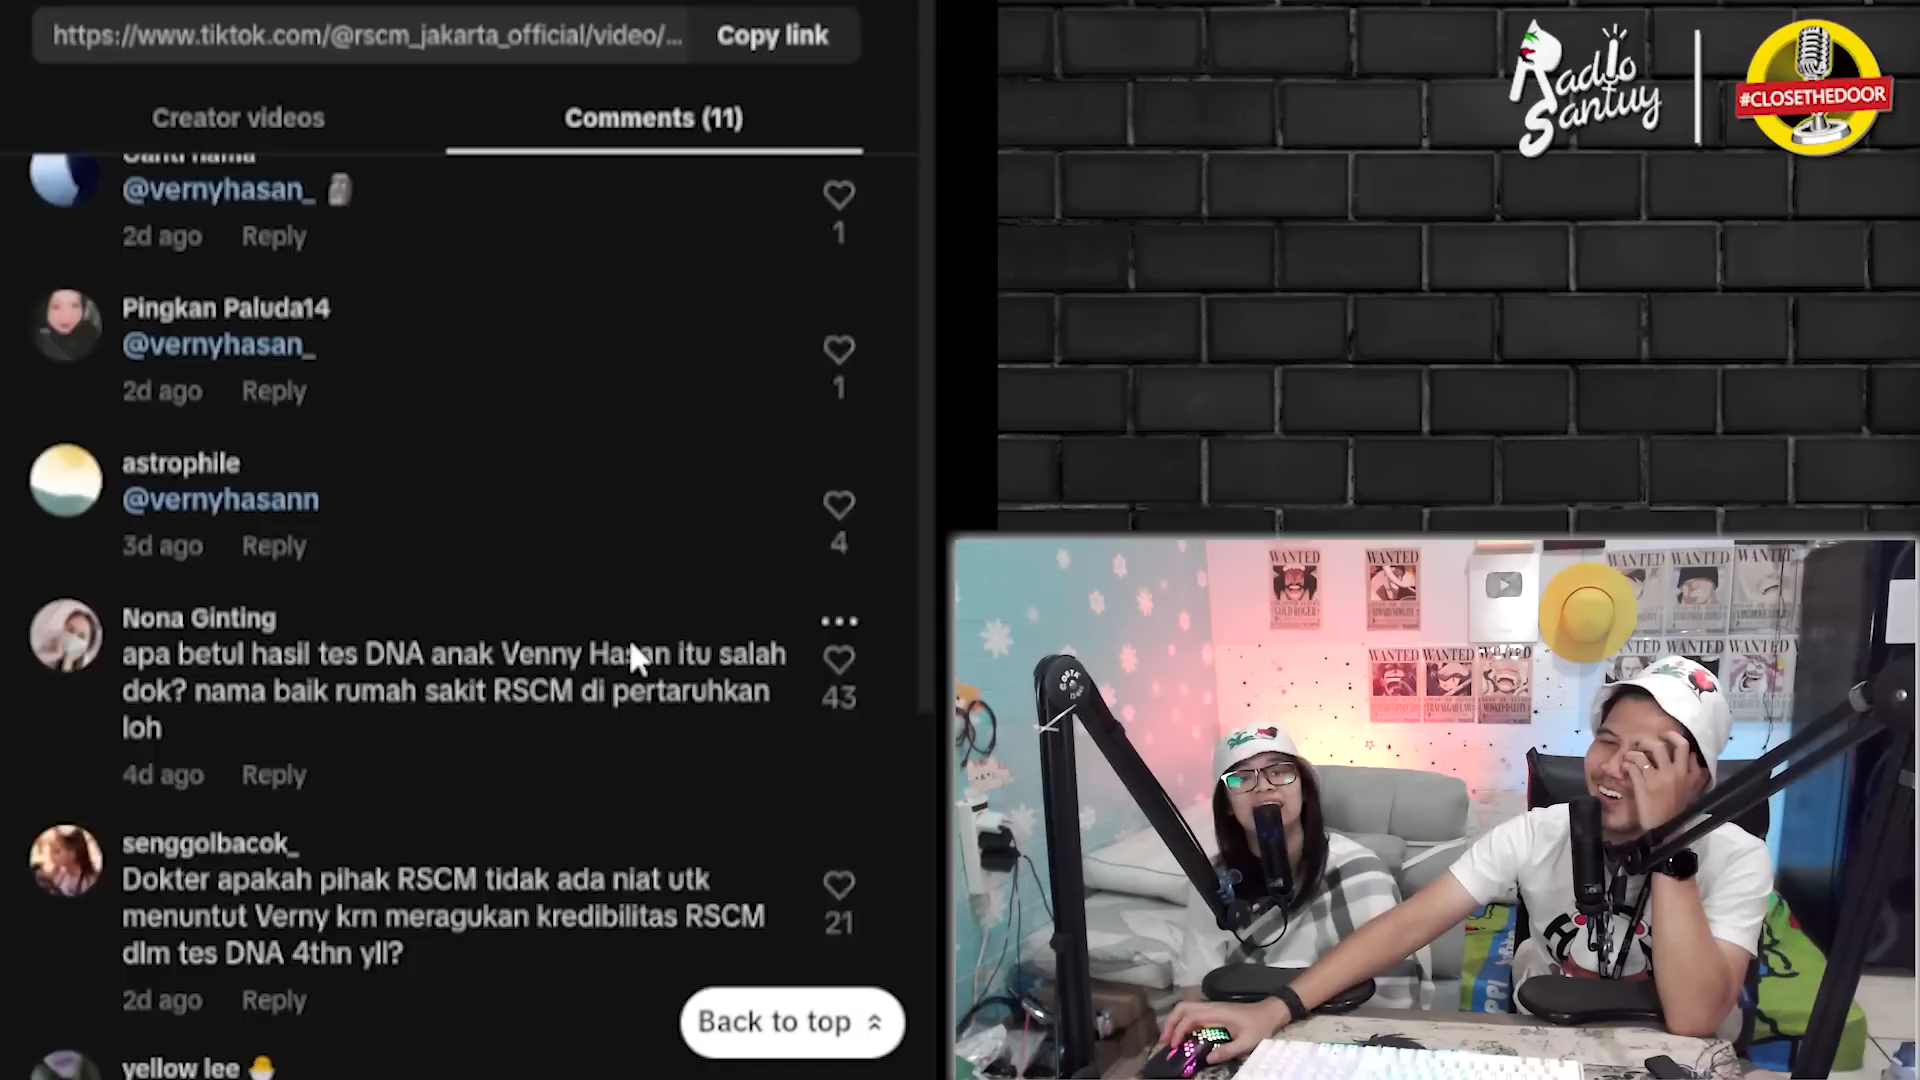 https://www.tiktok.com/@rscm_jakarta_official/video/...
Copy link
Creator videos
Comments (11)
@vernyhasan_
1
2d ago Reply
Pingkan Paluda14
@vernyhasan_
1
2d ago Reply
astrophile
@vernyhasann
4
3d ago Reply
Nona Ginting
apa betul hasil tes DNA anak Venny Hasan itu salah
dok? nama baik rumah sakit RSCM di pertaruhkan
loh
43
4d ago Reply
senggolbacok_
Dokter apakah pihak RSCM tidak ada niat utk
menuntut Verny krn meragukan kredibilitas RSCM
dlm tes DNA 4thn yll?
21
2d ago Reply
Back to top
yellow lee
Radio
Santuy
#CLOSETHEDOOR
WANTED
WANTED
WANTED
WANTED
WANTED
GOLD ROGER
WANTED
WANTED
WANTED